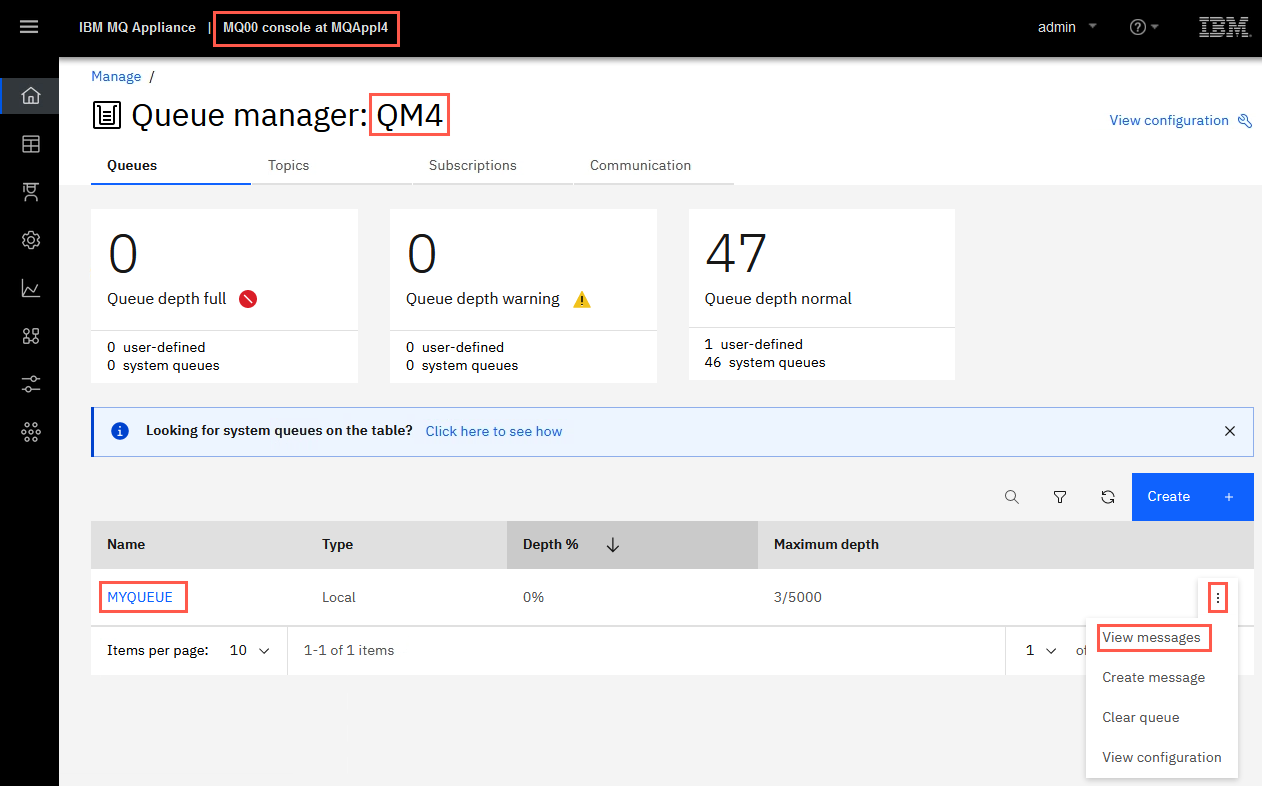 IBM MQ Appliance | MQ00 console at MQAppl4
admin
IBM
Manage /
Queue manager: QM4
View configuration
Queues Topics Subscriptions Communication
0
Queue depth full
0 user-defined
0 system queues
0
Queue depth warning
0 user-defined
0 system queues
47
Queue depth normal
1 user-defined
46 system queues
Looking for system queues on the table? Click here to see how
Create +
Name Type Depth % Maximum depth
MYQUEUE Local 0% 3/5000
Items per page: 10 1-1 of 1 items 1 of
View messages
Create message
Clear queue
View configuration